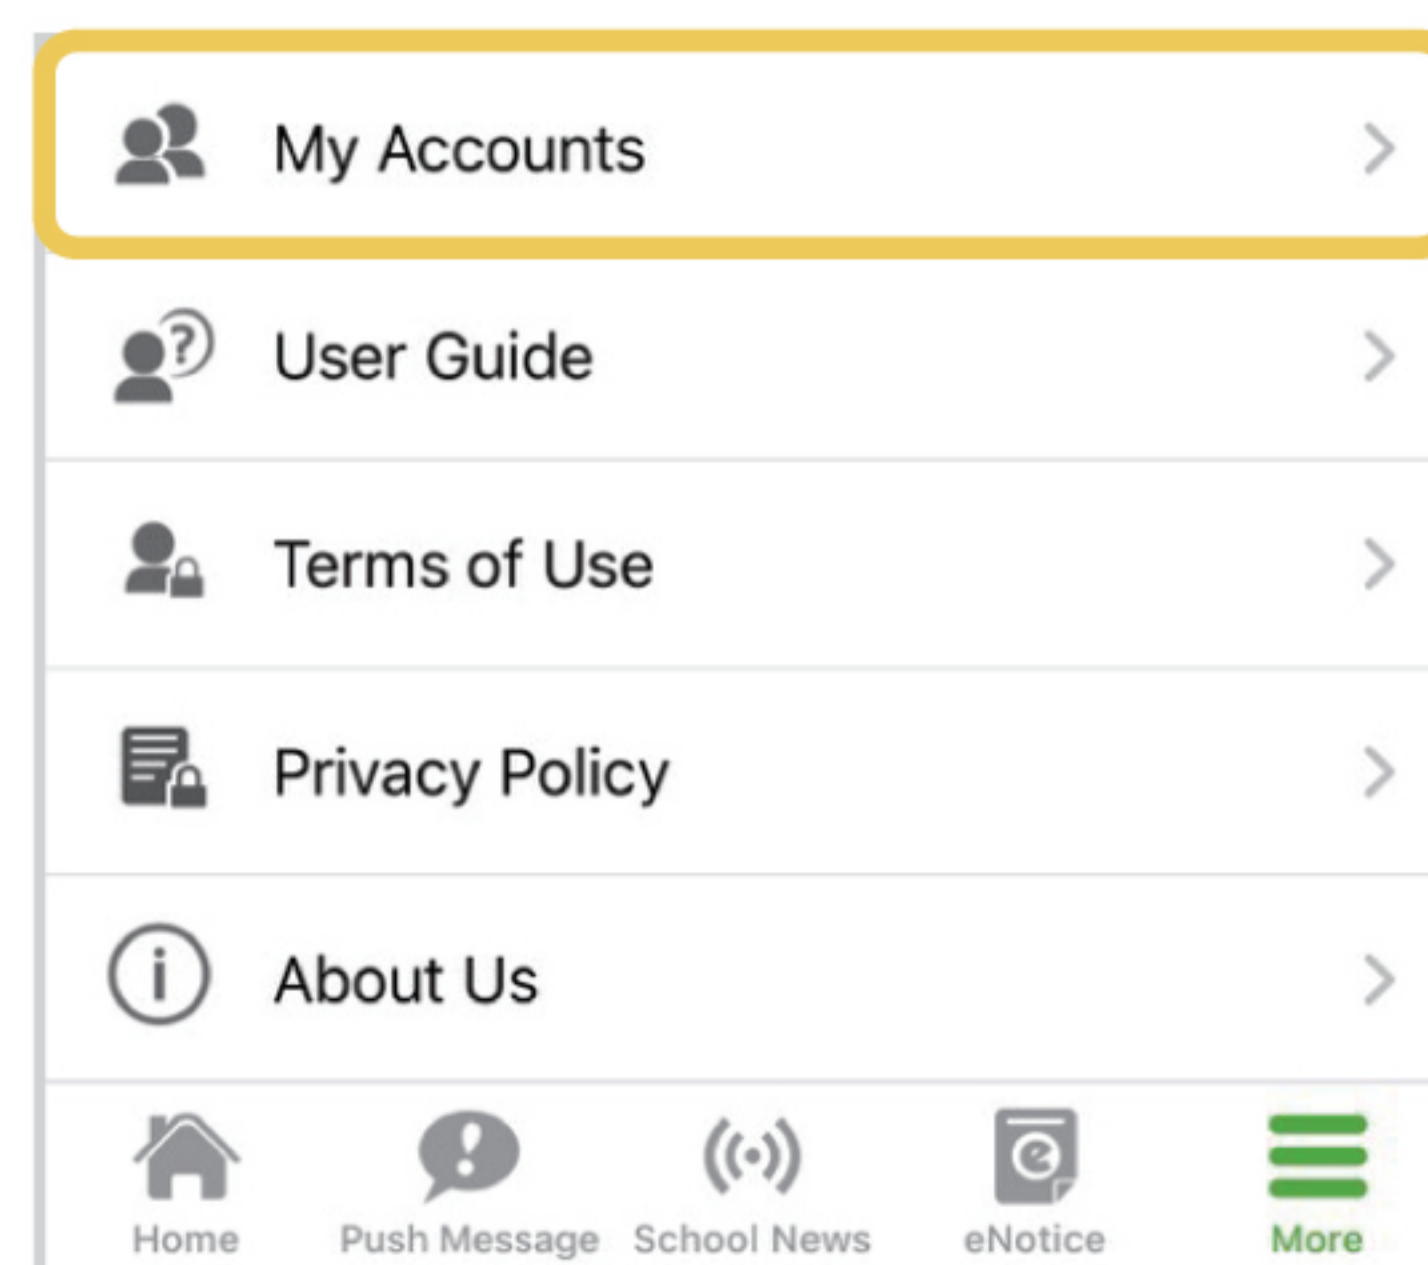 My Accounts
User Guide
Terms of Use
Privacy Policy
About Us
Home Push Message School News eNotice More